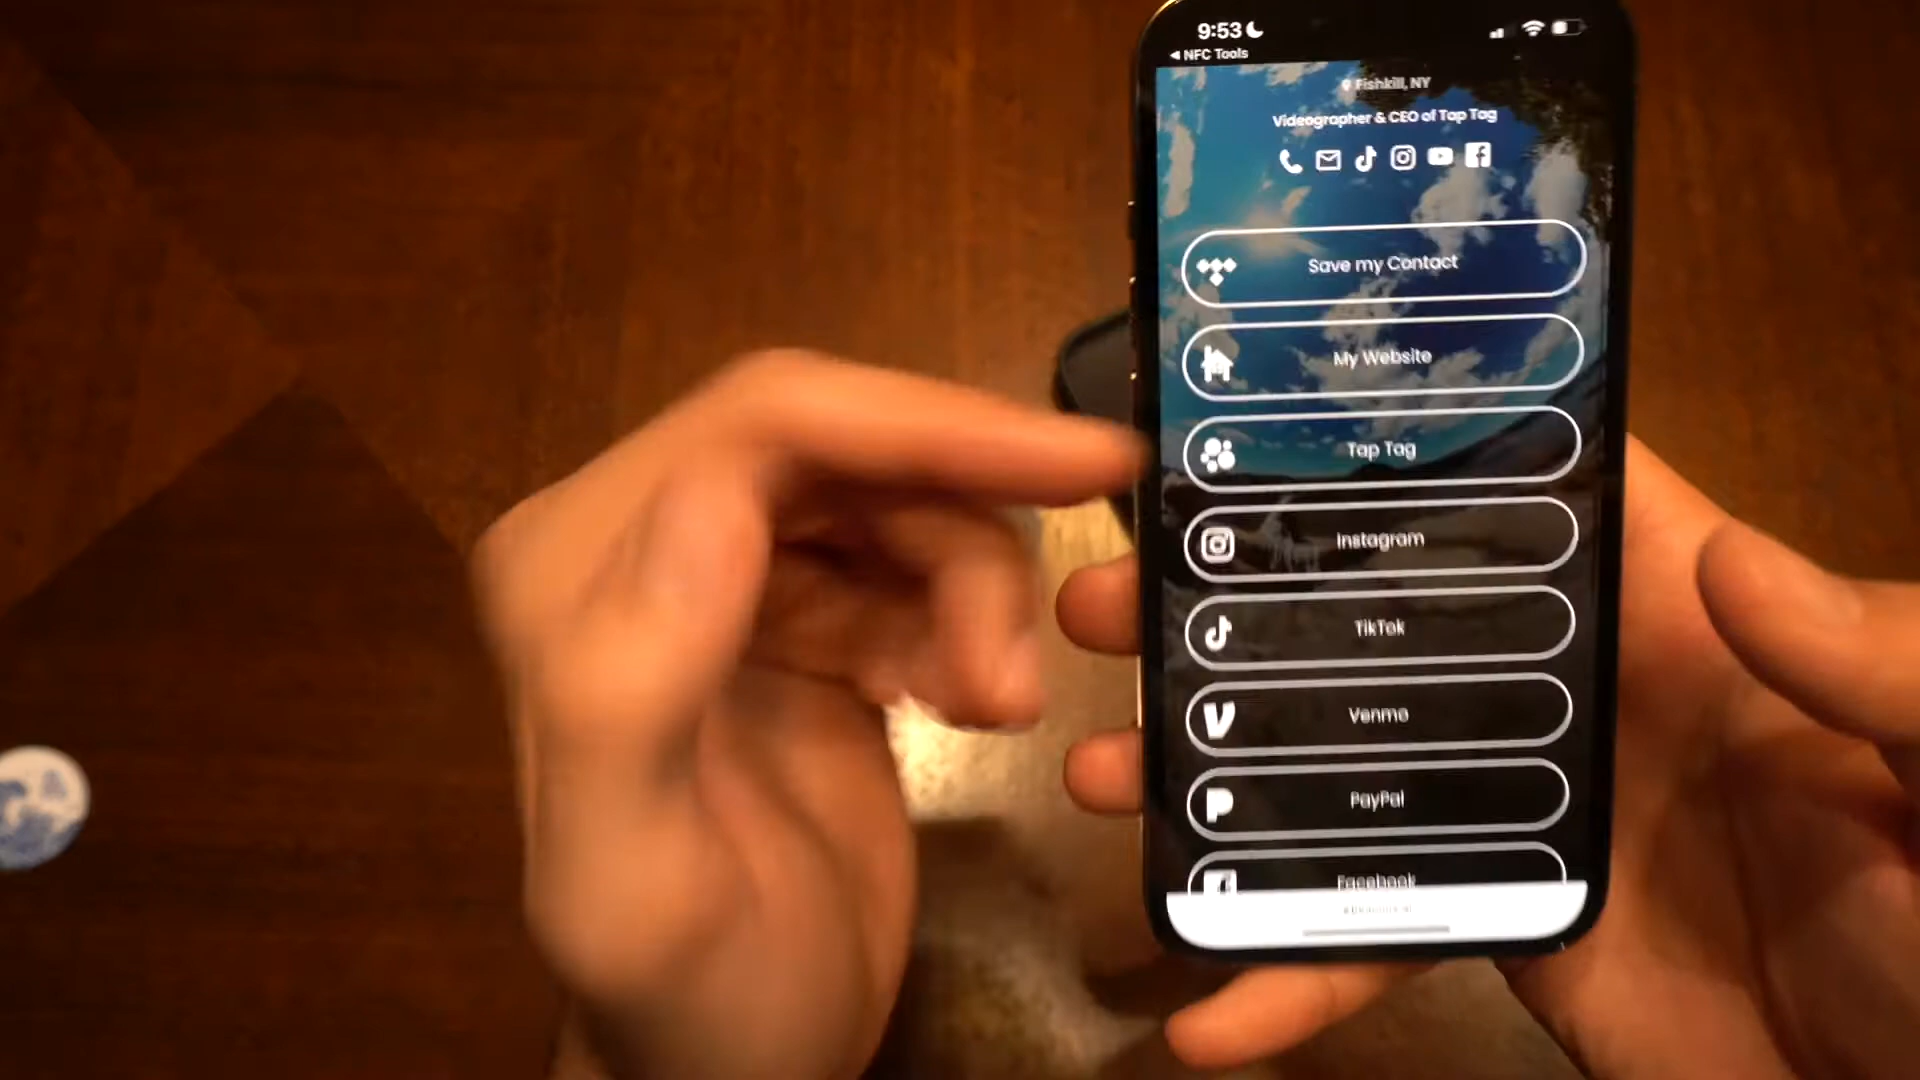 9:53
◀ NFC Tools
Fishkill, NY
Videographer & CEO of Tap Tag
Save my Contact
My Website
Tap Tag
Instagram
TikTok
Venmo
PayPal
Facebook